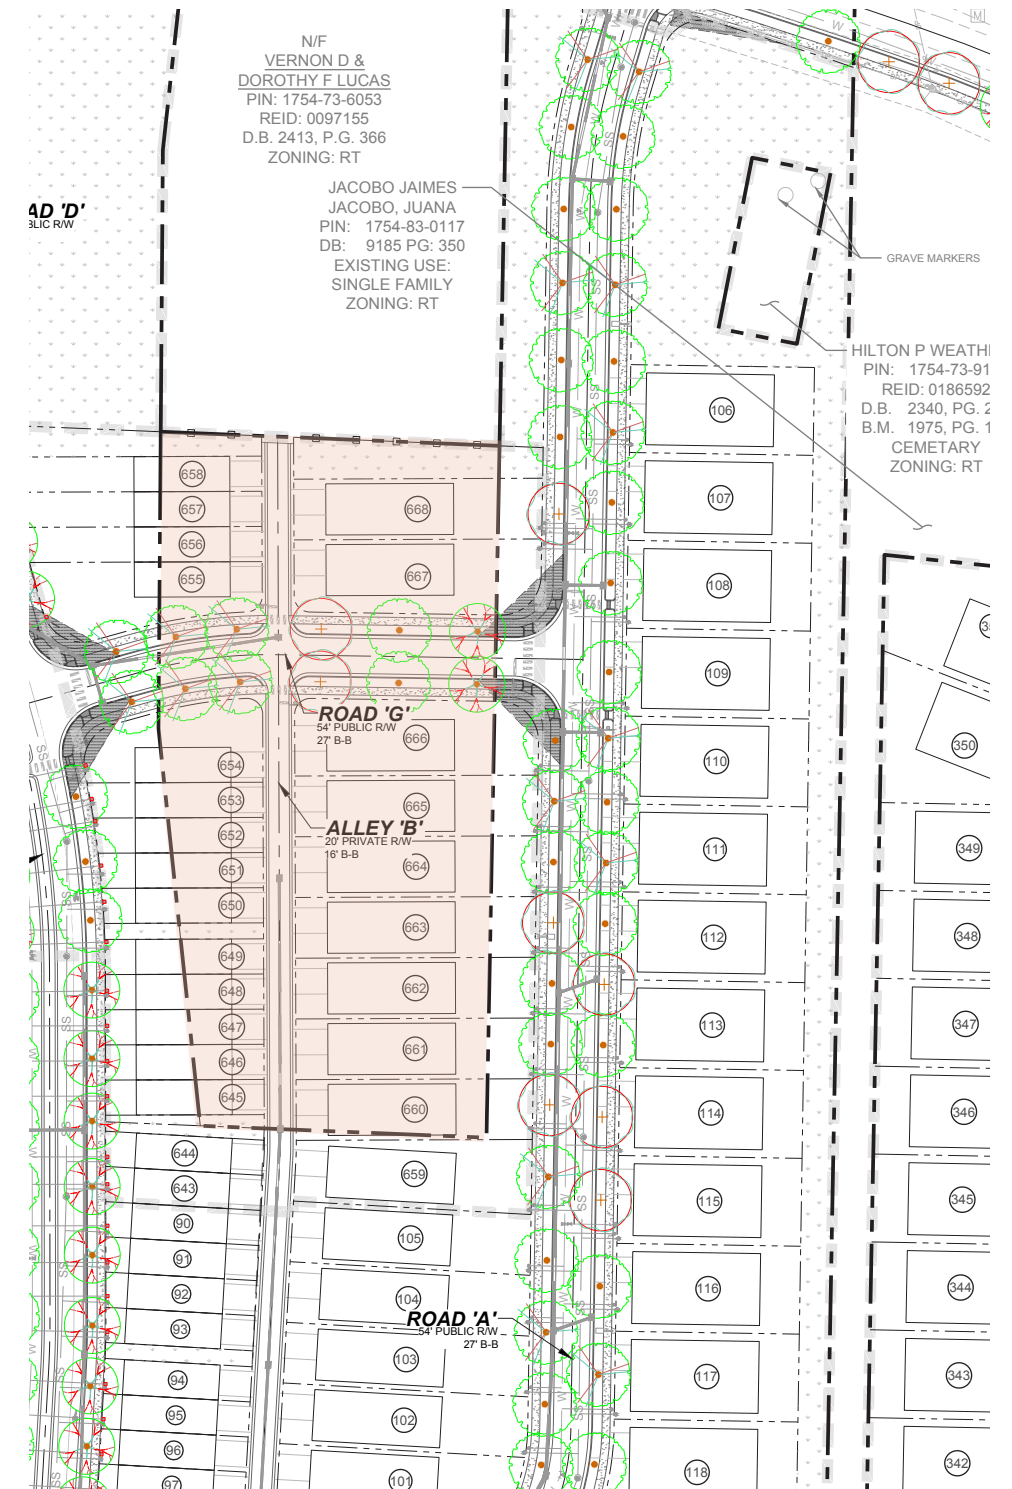 N/F
VERNON D &
DOROTHY F LUCAS
PIN: 1754-73-6053
REID: 0097155
D.B. 2413, P.G. 366
ZONING: RT
M
W
JACOBO JAIMES
JACOBO, JUANA
PIN: 1754-83-0117
DB: 9185 PG: 350
EXISTING USE:
SINGLE FAMILY
ZONING: RT
AD 'D'
BLIC R/W
GRAVE MARKERS
HILTON P WEATHE
PIN: 1754-73-91
REID: 0186592
D.B. 2340, PG. 2
B.M. 1975, PG. 1
CEMETARY
ZONING: RT
SS
W
106
107
108
109
110
111
112
113
114
115
116
117
118
658
657
656
655
668
667
ROAD 'G'
54' PUBLIC R/W
27' B-B
666
665
ALLEY 'B'
20' PRIVATE R/W
16' B-B
664
663
662
661
660
659
105
104
103
102
101
654
653
652
651
650
649
648
647
646
645
644
643
90
91
92
93
94
95
96
97
ROAD 'A'
54' PUBLIC R/W
27' B-B
350
349
348
347
346
345
344
343
342